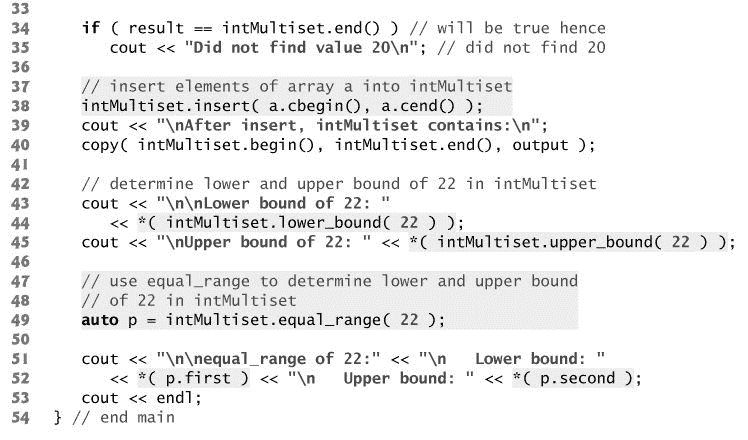 33
34 if ( result == intMultiset.end() ) // will be true hence
35 cout << "Did not find value 20\n"; // did not find 20
36
37 // insert elements of array a into intMultiset
38 intMultiset.insert( a.cbegin(), a.cend() );
39 cout << "\nAfter insert, intMultiset contains:\n";
40 copy( intMultiset.begin(), intMultiset.end(), output );
41
42 // determine lower and upper bound of 22 in intMultiset
43 cout << "\n\nLower bound of 22: "
44 << *( intMultiset.lower_bound( 22 ) );
45 cout << "\nUpper bound of 22: " << *( intMultiset.upper_bound( 22 ) );
46
47 // use equal_range to determine lower and upper bound
48 // of 22 in intMultiset
49 auto p = intMultiset.equal_range( 22 );
50
51 cout << "\n\nequal_range of 22:" << "\n   Lower bound: "
52 << *( p.first ) << "\n   Upper bound: " << *( p.second );
53 cout << endl;
54 } // end main